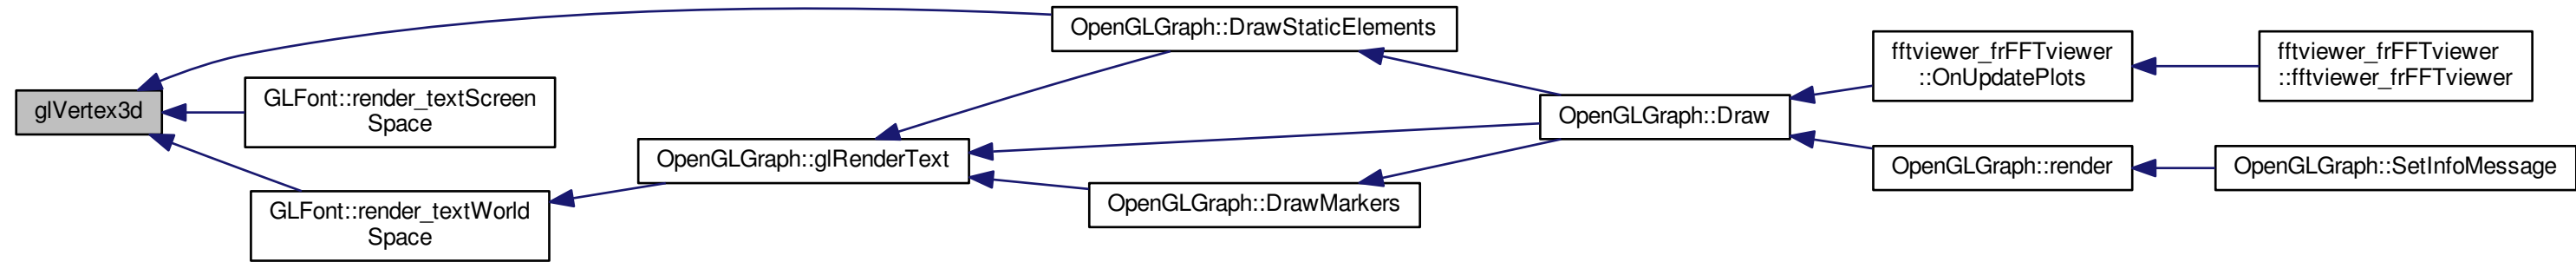 glVertex3d
OpenGLGraph::DrawStaticElements
GLFont::render_textScreen
Space
GLFont::render_textWorld
Space
OpenGLGraph::glRenderText
OpenGLGraph::DrawMarkers
OpenGLGraph::Draw
fftviewer_frFFTviewer
::OnUpdatePlots
fftviewer_frFFTviewer
::fftviewer_frFFTviewer
OpenGLGraph::render
OpenGLGraph::SetInfoMessage